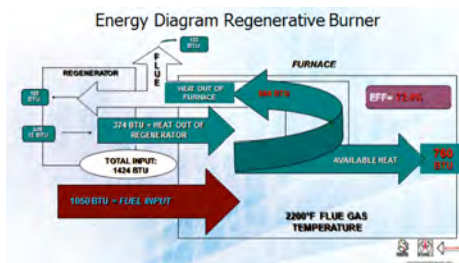 Energy Diagram Regenerative Burner
FLUE
REGENERATOR
FURNACE
HEAT OUT OF
FURNACE
BTU
EFF=
BTU
374 BTU = HEAT OUT OF
REGENERATOR
TOTAL INPUT:
1424 BTU
AVAILABLE HEAT
750
BTU
1050 BTU = FUEL INPUT
2200°F FLUE GAS
TEMPERATURE